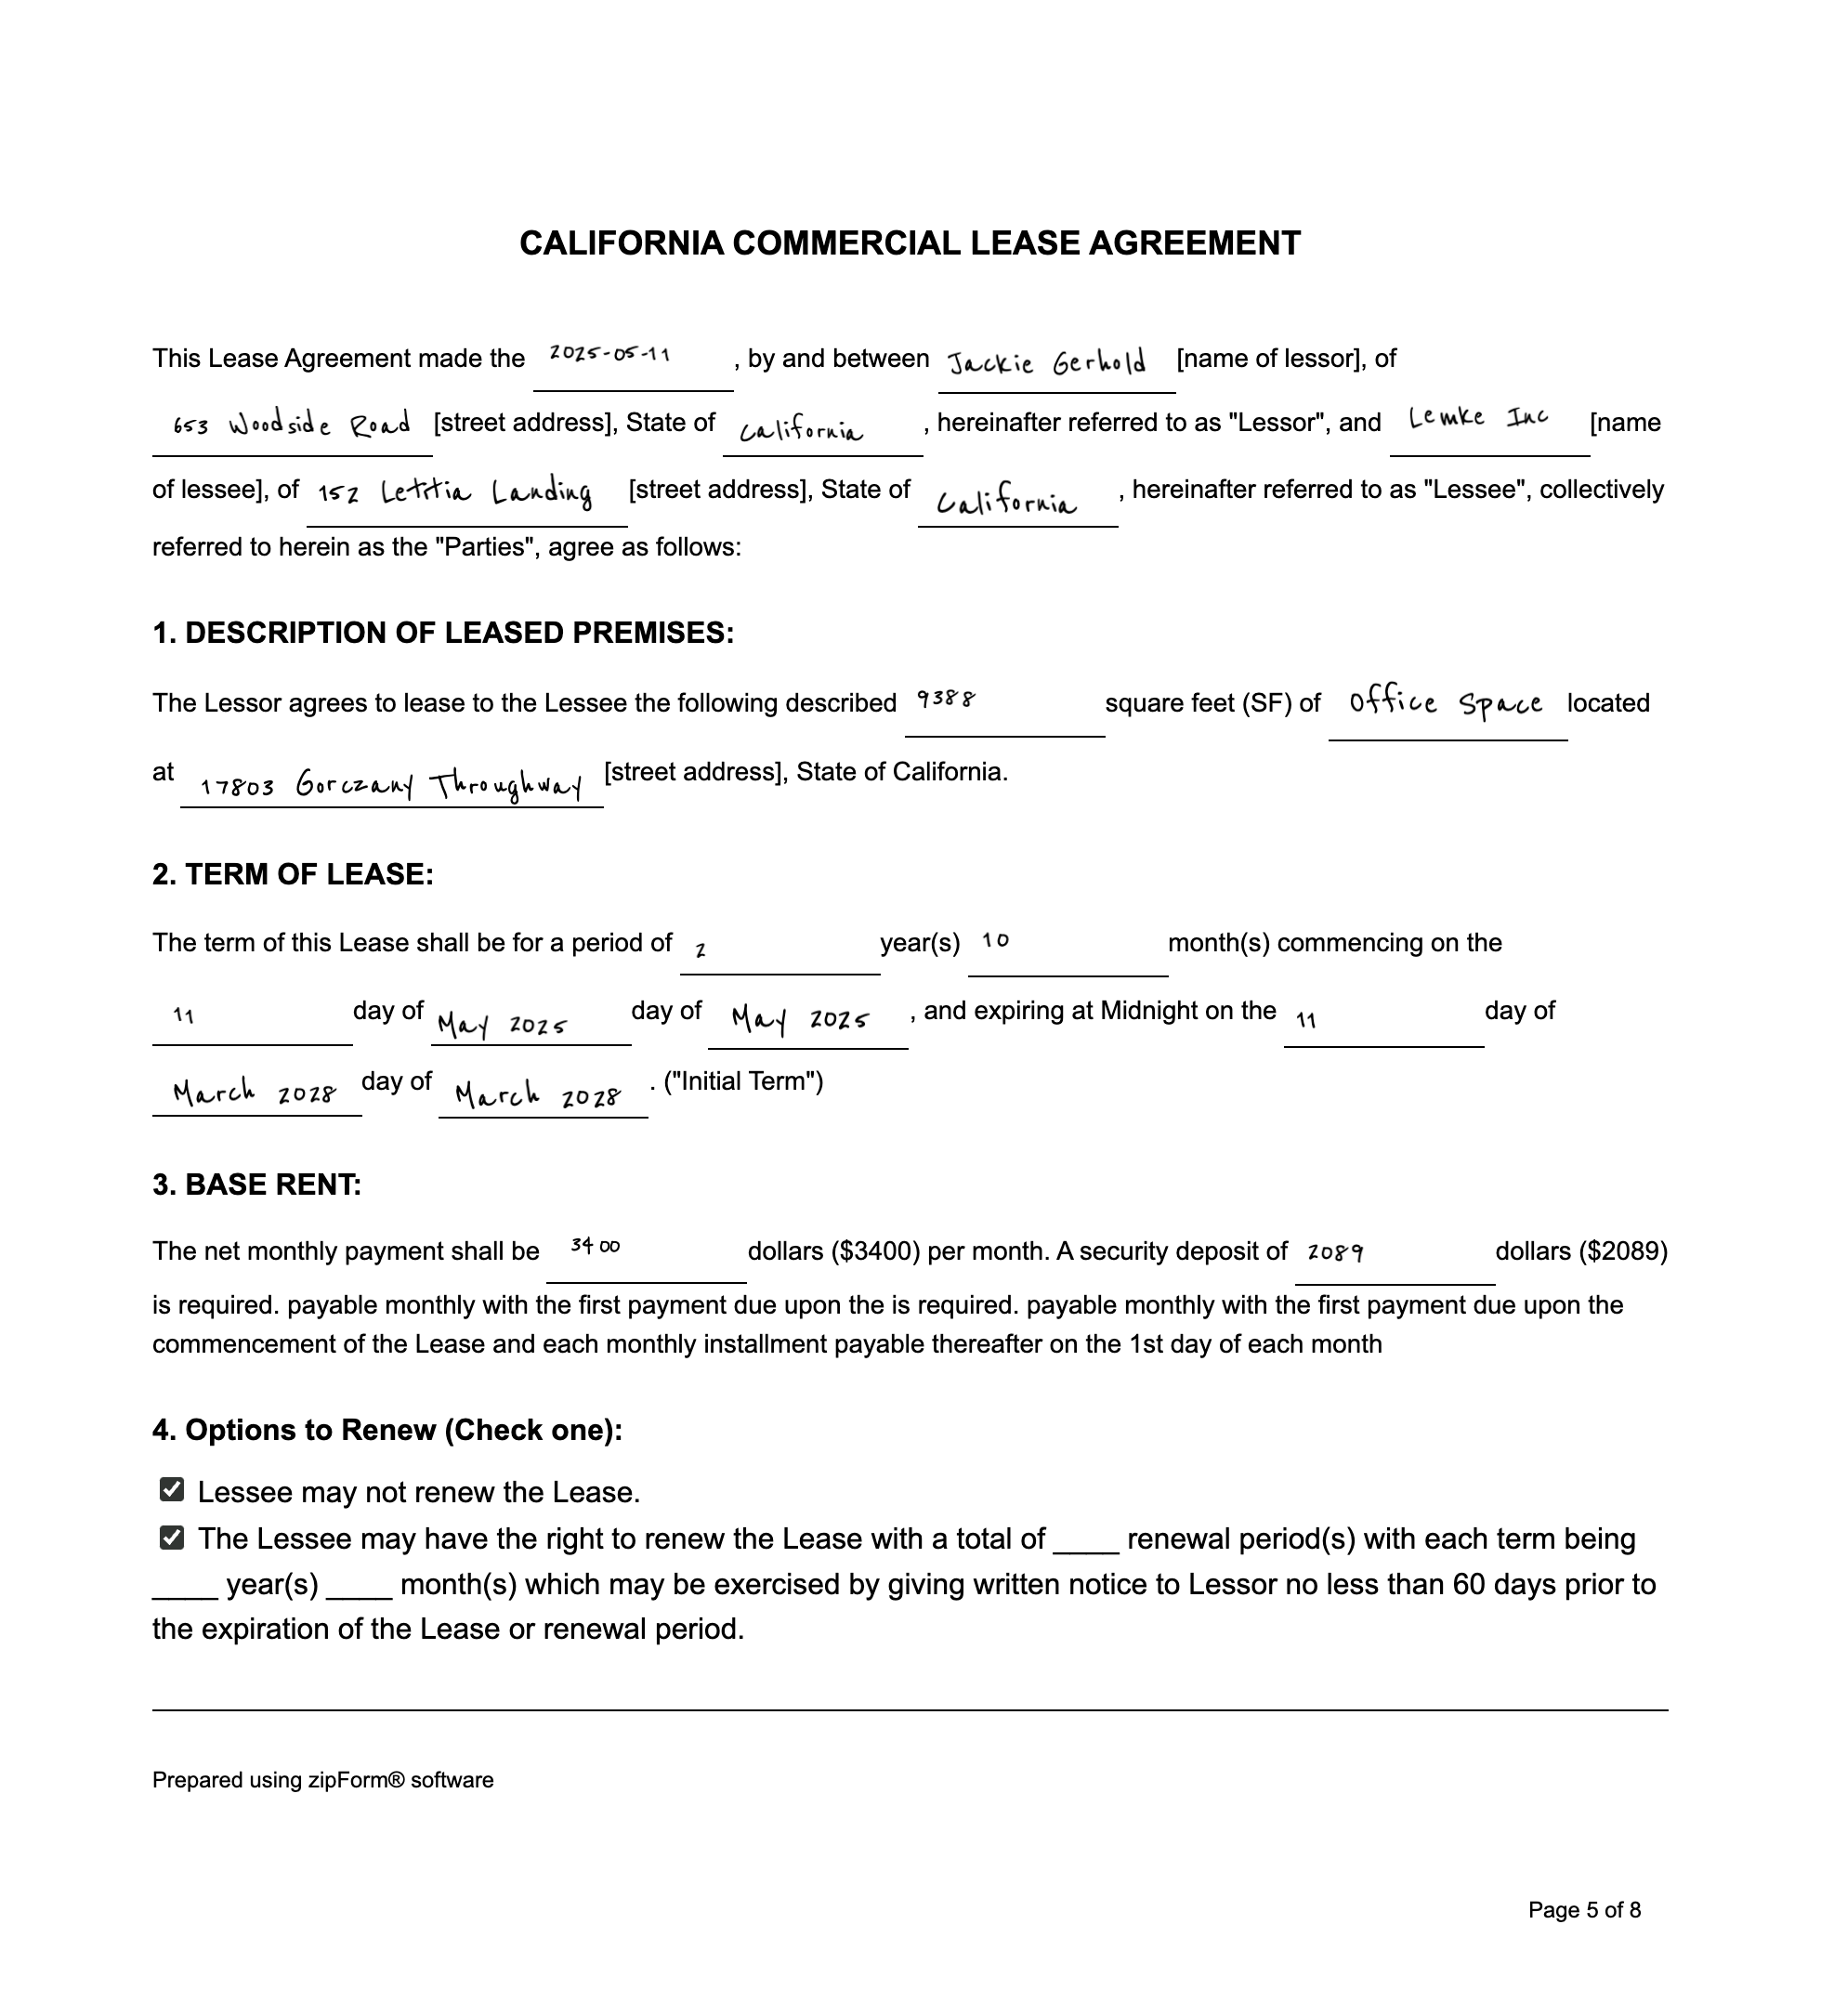 CALIFORNIA COMMERCIAL LEASE AGREEMENT
This Lease Agreement made the 2025-05-11, by and between Jackie Gerhold [name of lessor], of
653 Woodside Road [street address], State of California, hereinafter referred to as "Lessor", and Lemke Inc [name
of lessee], of 152 Letitia Landing [street address], State of California, hereinafter referred to as "Lessee", collectively
referred to herein as the "Parties", agree as follows:
1. DESCRIPTION OF LEASED PREMISES:
The Lessor agrees to lease to the Lessee the following described 9388 square feet (SF) of Office Space located
at 17803 Gorczany Throughway [street address], State of California.
2. TERM OF LEASE:
The term of this Lease shall be for a period of 2 year(s) 10 month(s) commencing on the
11 day of May 2025 day of May 2025, and expiring at Midnight on the 11 day of
March 2028 day of March 2028. ("Initial Term")
3. BASE RENT:
The net monthly payment shall be 3400 dollars ($3400) per month. A security deposit of 2089 dollars ($2089)
is required. payable monthly with the first payment due upon the is required. payable monthly with the first payment due upon the
commencement of the Lease and each monthly installment payable thereafter on the 1st day of each month
4. Options to Renew (Check one):
☑ Lessee may not renew the Lease.
☑ The Lessee may have the right to renew the Lease with a total of ____ renewal period(s) with each term being
____ year(s) ____ month(s) which may be exercised by giving written notice to Lessor no less than 60 days prior to
the expiration of the Lease or renewal period.
Prepared using zipForm® software
Page 5 of 8